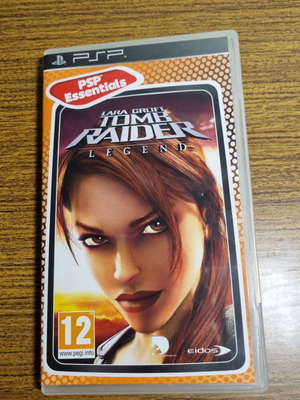 PSP
PSP
Essentials
LARA CROFT
TOMB
RAIDER
LEGEND
12
www.pegi.info
eidos